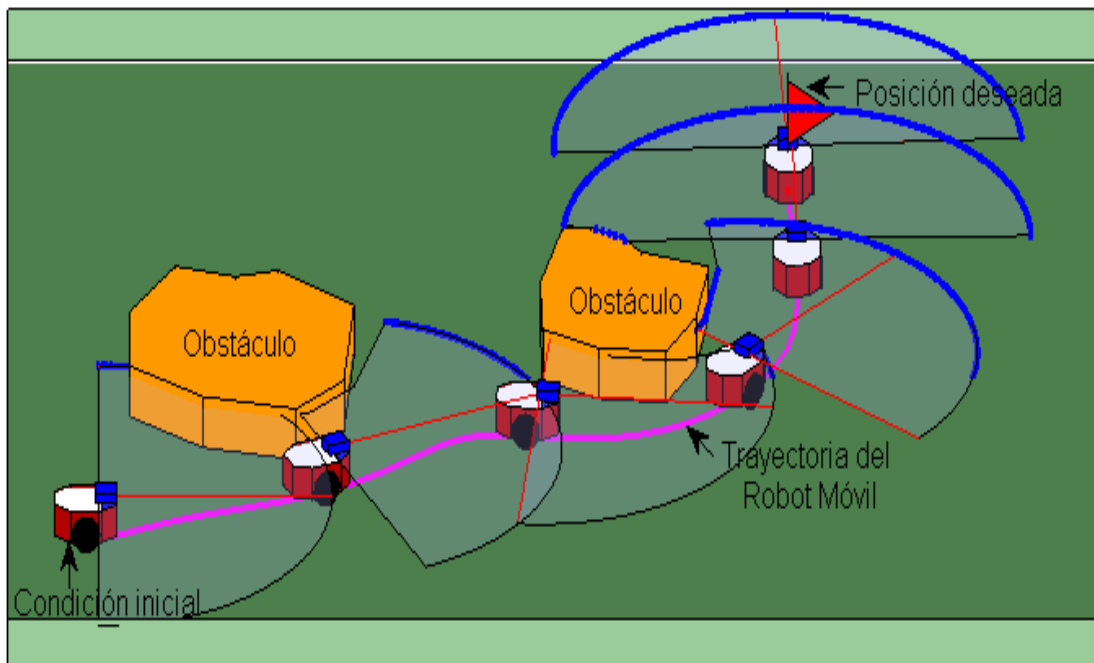 Posición deseada
Obstáculo
Obstáculo
Trayectoria del
Robot Móvil
Condición inicial